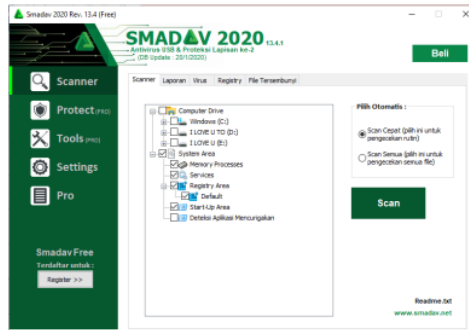 Smadav 2020 Rev. 13.4 (Free)
SMADAV 2020 13.4.1
Antivirus USB & Proteksi Lapisan ke-2
(DB Update : 20/1/2020)
Beli
Scanner
Protect (PRO)
Tools (PRO)
Settings
Pro
Smadav Free
Terdaftar untuk :
Register >>
Scanner Laporan Virus Registry File Tersembunyi
Computer Drive
Windows (C:)
I LOVE U TO (D:)
I LOVE U (E:)
System Area
Memory Processes
Services
Registry Area
Default
Start-Up Area
Deteksi Aplikasi Mencurigakan
Pilih Otomatis :
Scan Cepat (pilih ini untuk
pengecekan rutin)
Scan Semua (pilih ini untuk
pengecekan semua file)
Scan
Readme.txt
www.smadav.net